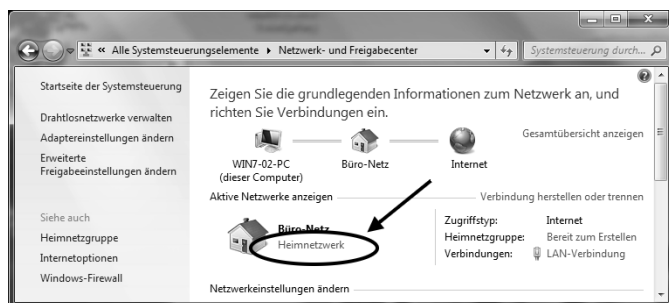 « Alle Systemsteuerungselemente ▸ Netzwerk- und Freigabecenter
Systemsteuerung durch...
Startseite der Systemsteuerung
Drahtlosnetzwerke verwalten
Adaptereinstellungen ändern
Erweiterte
Freigabeeinstellungen ändern
Siehe auch
Heimnetzgruppe
Internetoptionen
Windows-Firewall
Zeigen Sie die grundlegenden Informationen zum Netzwerk an, und
richten Sie Verbindungen ein.
Gesamtübersicht anzeigen
WIN7-02-PC Büro-Netz Internet
(dieser Computer)
Aktive Netzwerke anzeigen Verbindung herstellen oder trennen
Büro-Netz
Heimnetzwerk
Zugriffstyp: Internet
Heimnetzgruppe: Bereit zum Erstellen
Verbindungen: LAN-Verbindung
Netzwerkeinstellungen ändern